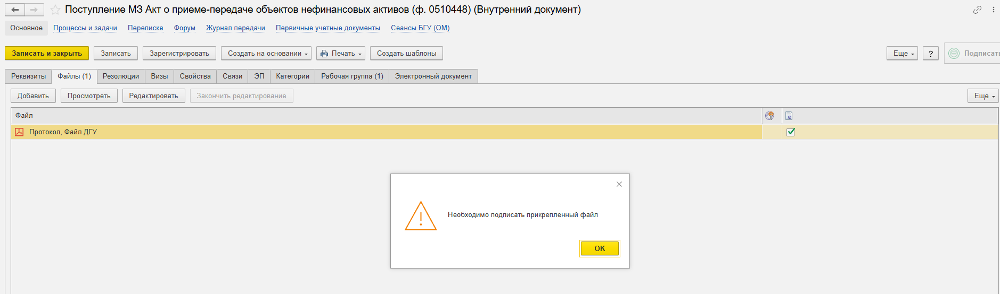 Поступление МЗ Акт о приеме-передаче объектов нефинансовых активов (ф. 0510448) (Внутренний документ)
Основное Процессы и задачи Переписка Форум Журнал передачи Первичные учетные документы Сеансы БГУ (ОМ)
Записать и закрыть Записать Зарегистрировать Создать на основании Печать Создать шаблоны Еще ? Подписать
Реквизиты Файлы (1) Резолюции Визы Свойства Связи ЭП Категории Рабочая группа (1) Электронный документ
Добавить Просмотреть Редактировать Закончить редактирование Еще
Файл
Протокол, Файл ДГУ
Необходимо подписать прикрепленный файл
ОК